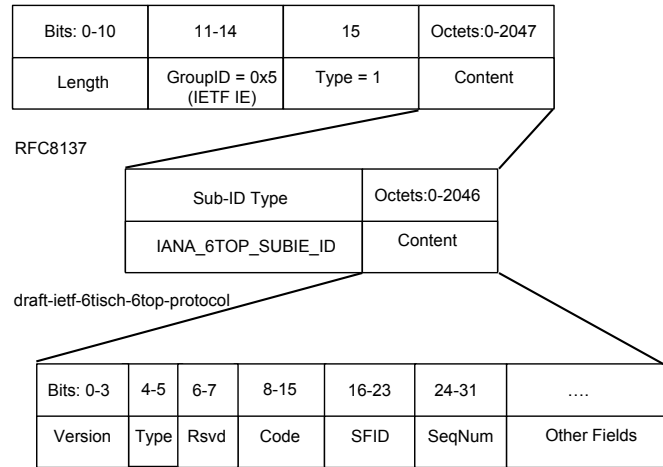 Bits: 0-10 11-14 15 Octets:0-2047
Length GroupID = 0x5 (IETF IE) Type = 1 Content
RFC8137
Sub-ID Type Octets:0-2046
IANA_6TOP_SUBIE_ID Content
draft-ietf-6tisch-6top-protocol
Bits: 0-3 4-5 6-7 8-15 16-23 24-31 ....
Version Type Rsvd Code SFID SeqNum Other Fields